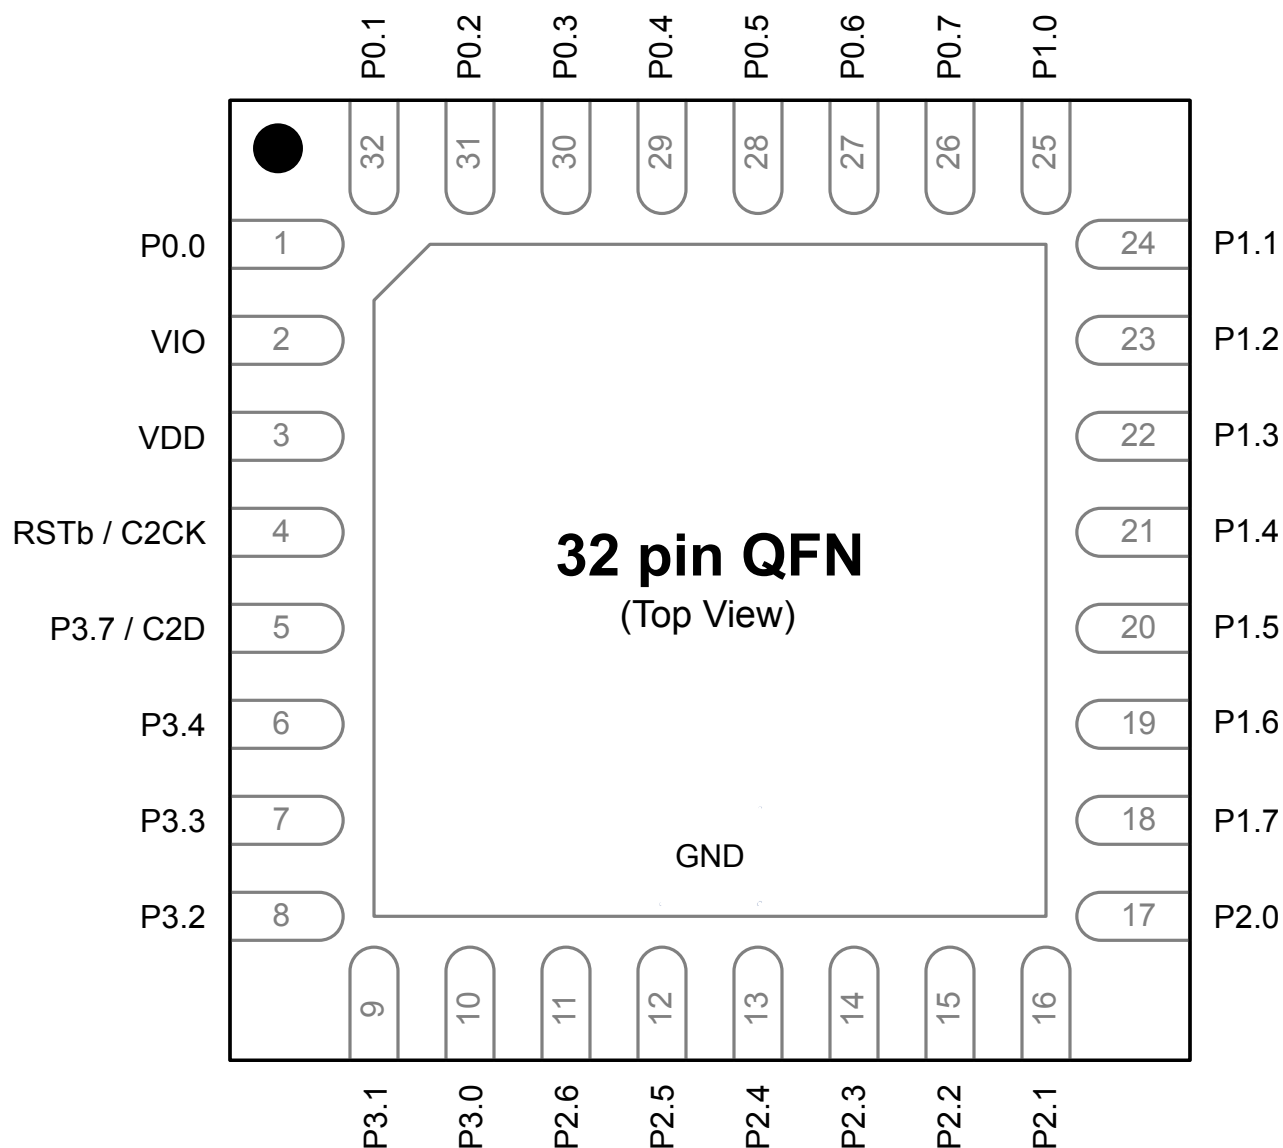 P0.1 P0.2 P0.3 P0.4 P0.5 P0.6 P0.7 P1.0
32 31 30 29 28 27 26 25
P0.0 1 24 P1.1
VIO 2 23 P1.2
VDD 3 22 P1.3
RSTb / C2CK 4 21 P1.4
32 pin QFN
(Top View)
P3.7 / C2D 5 20 P1.5
P3.4 6 19 P1.6
P3.3 7 18 P1.7
GND
P3.2 8 17 P2.0
9 10 11 12 13 14 15 16
P3.1 P3.0 P2.6 P2.5 P2.4 P2.3 P2.2 P2.1